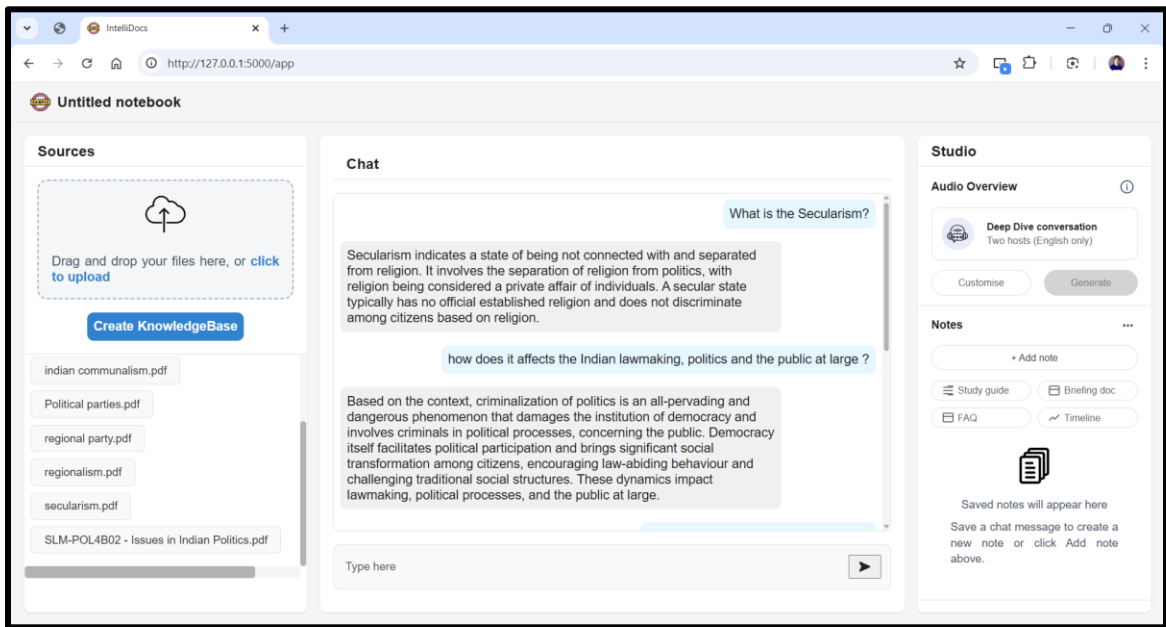 IntelliDocs
http://127.0.0.1:5000/app
Untitled notebook
Sources
Drag and drop your files here, or click
to upload
Create KnowledgeBase
indian communalism.pdf
Political parties.pdf
regional party.pdf
regionalism.pdf
secularism.pdf
SLM-POL4B02 - Issues in Indian Politics.pdf
Chat
What is the Secularism?
Secularism indicates a state of being not connected with and separated
from religion. It involves the separation of religion from politics, with
religion being considered a private affair of individuals. A secular state
typically has no official established religion and does not discriminate
among citizens based on religion.
how does it affects the Indian lawmaking, politics and the public at large ?
Based on the context, criminalization of politics is an all-pervading and
dangerous phenomenon that damages the institution of democracy and
involves criminals in political processes, concerning the public. Democracy
itself facilitates political participation and brings significant social
transformation among citizens, encouraging law-abiding behaviour and
challenging traditional social structures. These dynamics impact
lawmaking, political processes, and the public at large.
Type here
Studio
Audio Overview
Deep Dive conversation
Two hosts (English only)
Customise
Generate
Notes
+ Add note
Study guide
Briefing doc
FAQ
Timeline
Saved notes will appear here
Save a chat message to create a
new note or click Add note
above.